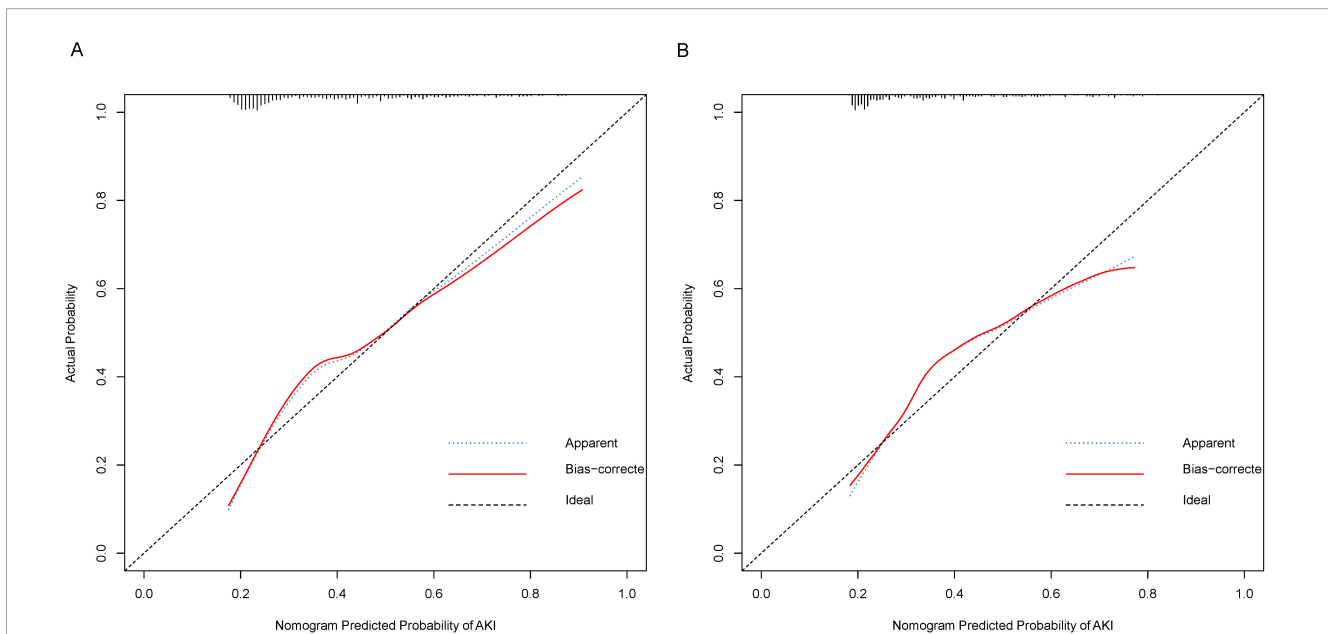 A
1.0
0.8
0.6
0.4
0.2
0.0
Actual Probability
Apparent
Bias−correcte
Ideal
0.0 0.2 0.4 0.6 0.8 1.0
Nomogram Predicted Probability of AKI
B
1.0
0.8
0.6
0.4
0.2
0.0
Actual Probability
Apparent
Bias−correcte
Ideal
0.0 0.2 0.4 0.6 0.8 1.0
Nomogram Predicted Probability of AKI